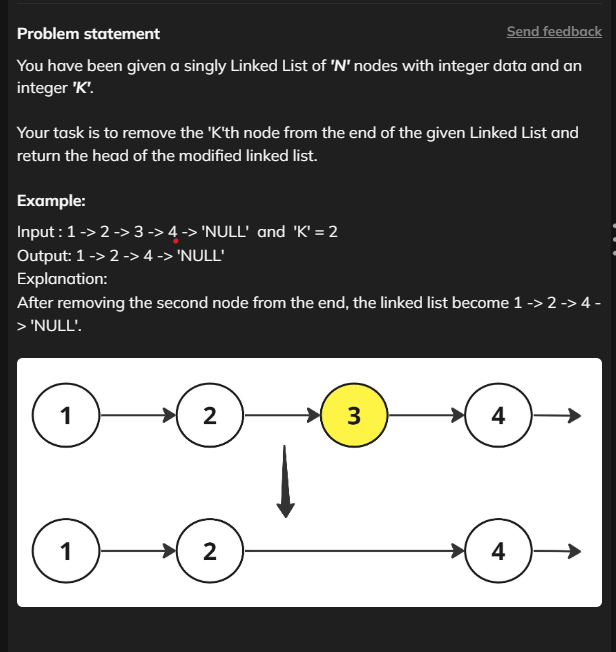 Problem statement
Send feedback
You have been given a singly Linked List of 'N' nodes with integer data and an
integer 'K'.
Your task is to remove the 'K'th node from the end of the given Linked List and
return the head of the modified linked list.
Example:
Input : 1 -> 2 -> 3 -> 4 -> 'NULL'  and  'K' = 2
Output: 1 -> 2 -> 4 -> 'NULL'
Explanation:
After removing the second node from the end, the linked list become 1 -> 2 -> 4 -
> 'NULL'.
1 2 3 4
1 2 4